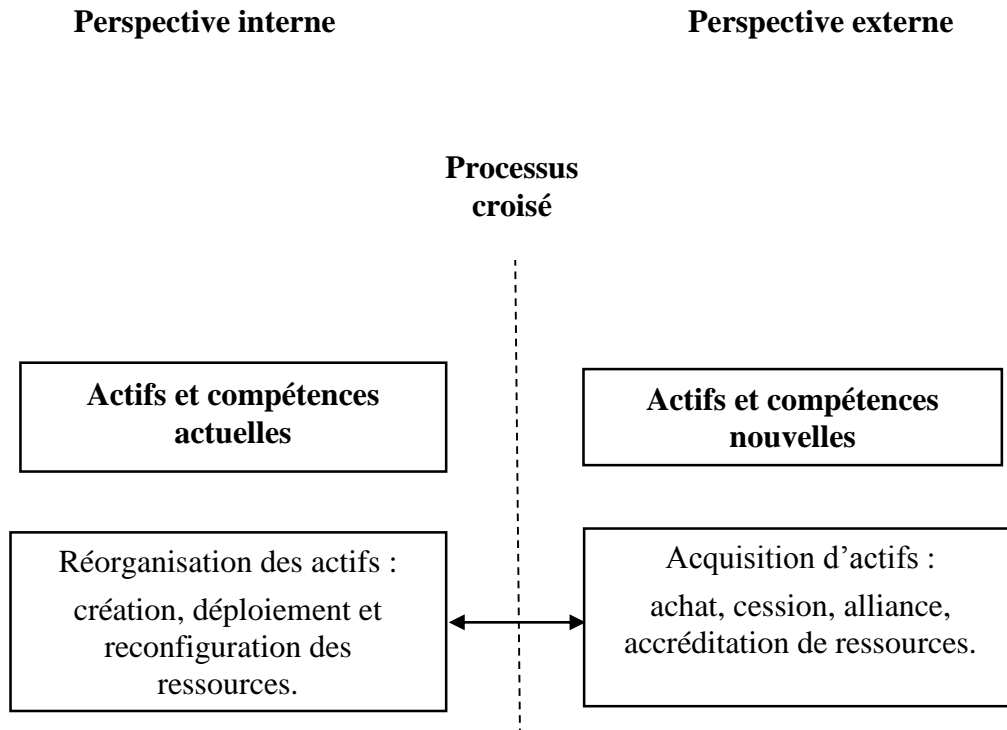 Perspective interne
Perspective externe
Processus
croisé
Actifs et compétences
actuelles
Actifs et compétences
nouvelles
Réorganisation des actifs :
création, déploiement et
reconfiguration des
ressources.
Acquisition d’actifs :
achat, cession, alliance,
accréditation de ressources.